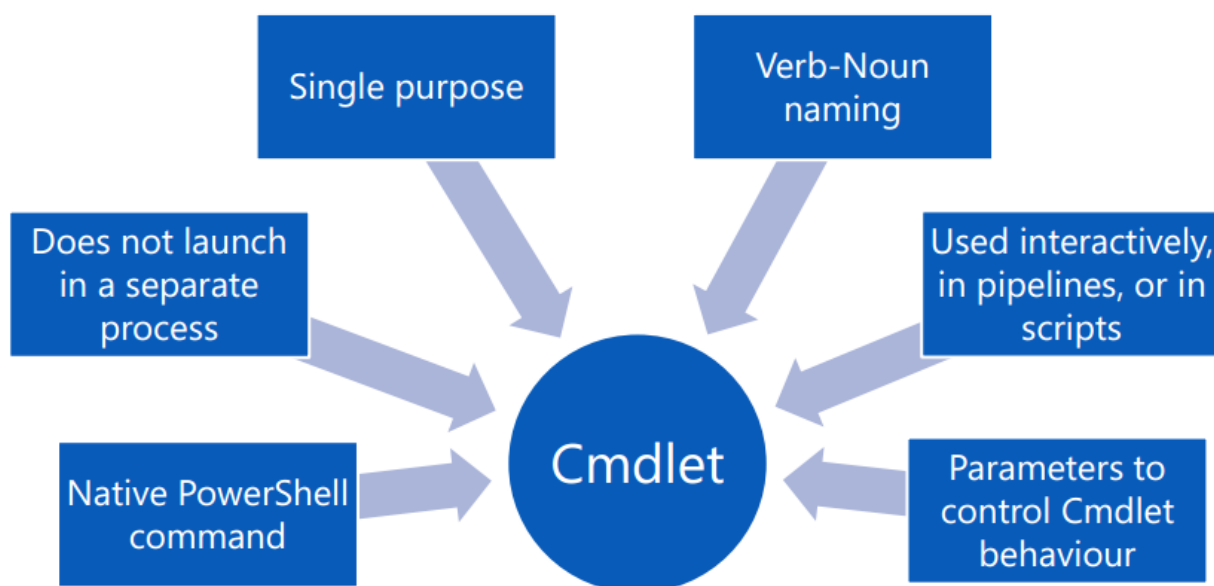 Single purpose
Verb-Noun
naming
Does not launch
in a separate
process
Used interactively,
in pipelines, or in
scripts
Native PowerShell
command
Cmdlet
Parameters to
control Cmdlet
behaviour